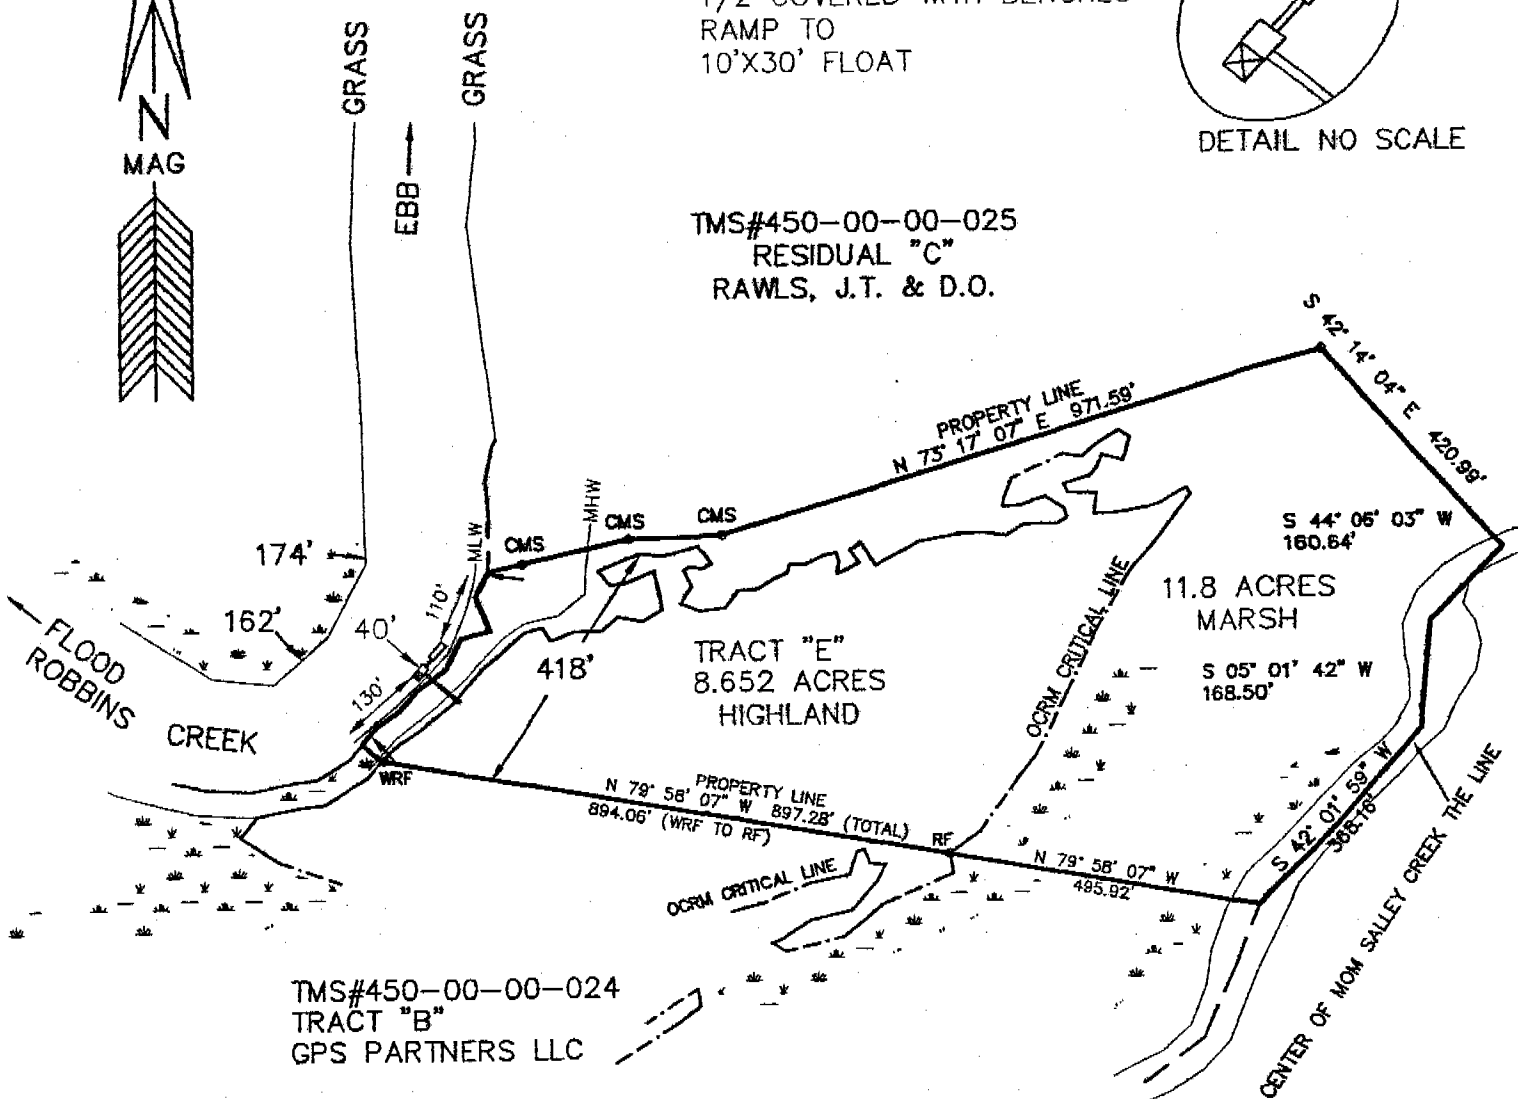 RAMP TO
10'X30' FLOAT
GRASS
GRASS
N
MAG
EBB
DETAIL NO SCALE
TMS#450-00-00-025
RESIDUAL "C"
RAWLS, J.T. & D.O.
S 42° 14' 04" E 420.99'
PROPERTY LINE
N 73° 17' 07" E 971.59'
CMS
CMS
CMS
MHW
MLW
S 44° 06' 03" W
160.64'
174'
162'
40'
110'
130'
418'
FLOOD
ROBBINS
CREEK
TRACT "E"
8.652 ACRES
HIGHLAND
OCRM CRITICAL LINE
11.8 ACRES
MARSH
S 05° 01' 42" W
168.50'
WRF
PROPERTY LINE
N 79° 58' 07" W 897.28' (TOTAL)
894.06' (WRF TO RF)
RF
N 79° 58' 07" W
495.92'
S 42° 01' 59" W
368.16'
CENTER OF MOM SALLEY CREEK THE LINE
OCRM CRITICAL LINE
TMS#450-00-00-024
TRACT "B"
GPS PARTNERS LLC